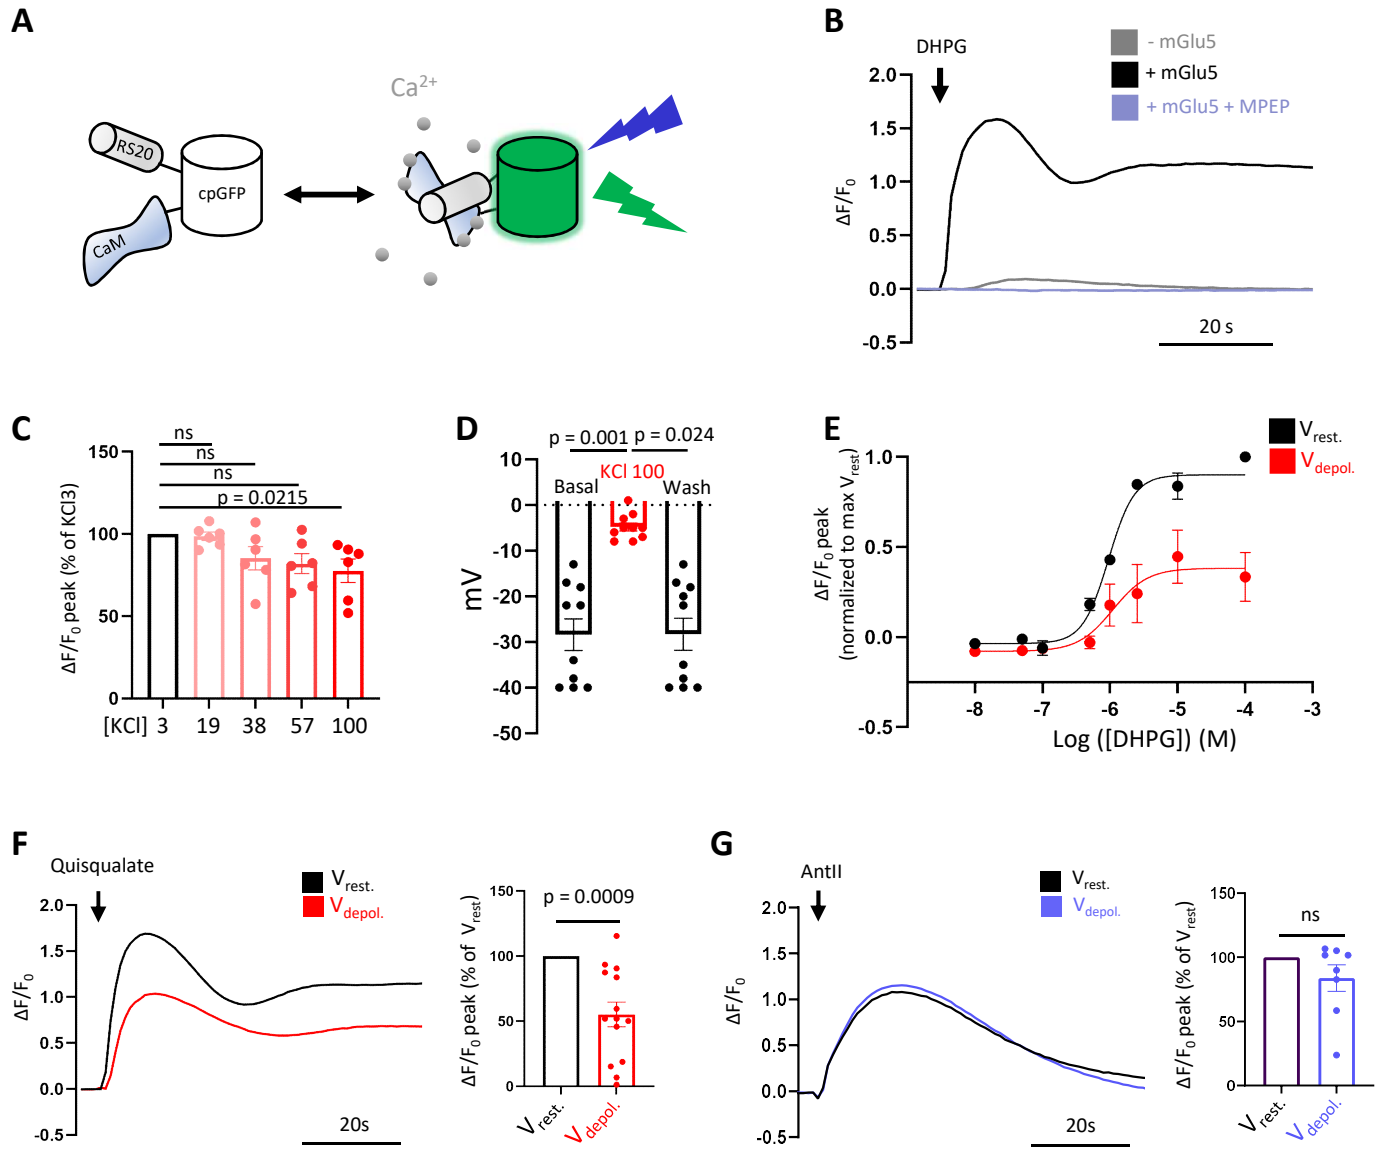 A
Ca2+
RS20
cpGFP
CaM
B
DHPG
- mGlu5
+ mGlu5
+ mGlu5 + MPEP
2.0
1.5
1.0
0.5
0.0
-0.5
ΔF/F0
20 s
C
ns
ns
ns
p = 0.0215
150
100
50
0
ΔF/F0 peak (% of KCl3)
[KCl] 3 19 38 57 100
D
p = 0.001 p = 0.024
KCl 100
Basal Wash
10
0
-10
-20
-30
-40
-50
mV
E
Vrest.
Vdepol.
1.0
0.5
0.0
-0.5
ΔF/F0 peak
(normalized to max Vrest)
-8 -7 -6 -5 -4 -3
Log ([DHPG]) (M)
F
Quisqualate
Vrest.
Vdepol.
2.0
1.5
1.0
0.5
0.0
-0.5
ΔF/F0
20s
p = 0.0009
150
100
50
0
ΔF/F0 peak (% of Vrest)
Vrest. Vdepol.
G
AntII
Vrest.
Vdepol.
2.0
1.5
1.0
0.5
0.0
-0.5
ΔF/F0
20s
ns
150
100
50
0
ΔF/F0 peak (% of Vrest)
Vrest. Vdepol.